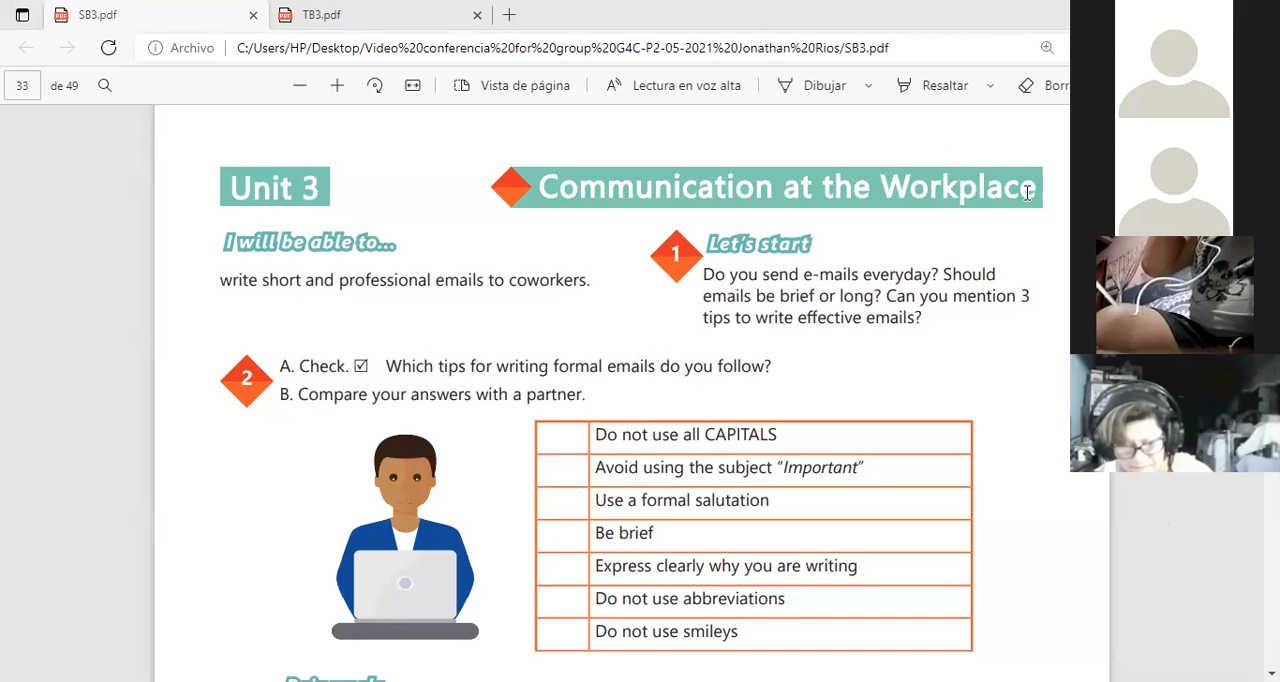 SB3.pdf
TB3.pdf
Archivo
C:/Users/HP/Desktop/Video%20conferencia%20for%20group%20G4C-P2-05-2021%20Jonathan%20Rios/SB3.pdf
33 de 49
Vista de página
Lectura en voz alta
Dibujar
Resaltar
Unit 3
Communication at the Workplace
I will be able to...
write short and professional emails to coworkers.
1
Let's start
Do you send e-mails everyday? Should
emails be brief or long? Can you mention 3
tips to write effective emails?
2
A. Check. ☑ Which tips for writing formal emails do you follow?
B. Compare your answers with a partner.
Do not use all CAPITALS
Avoid using the subject "Important"
Use a formal salutation
Be brief
Express clearly why you are writing
Do not use abbreviations
Do not use smileys